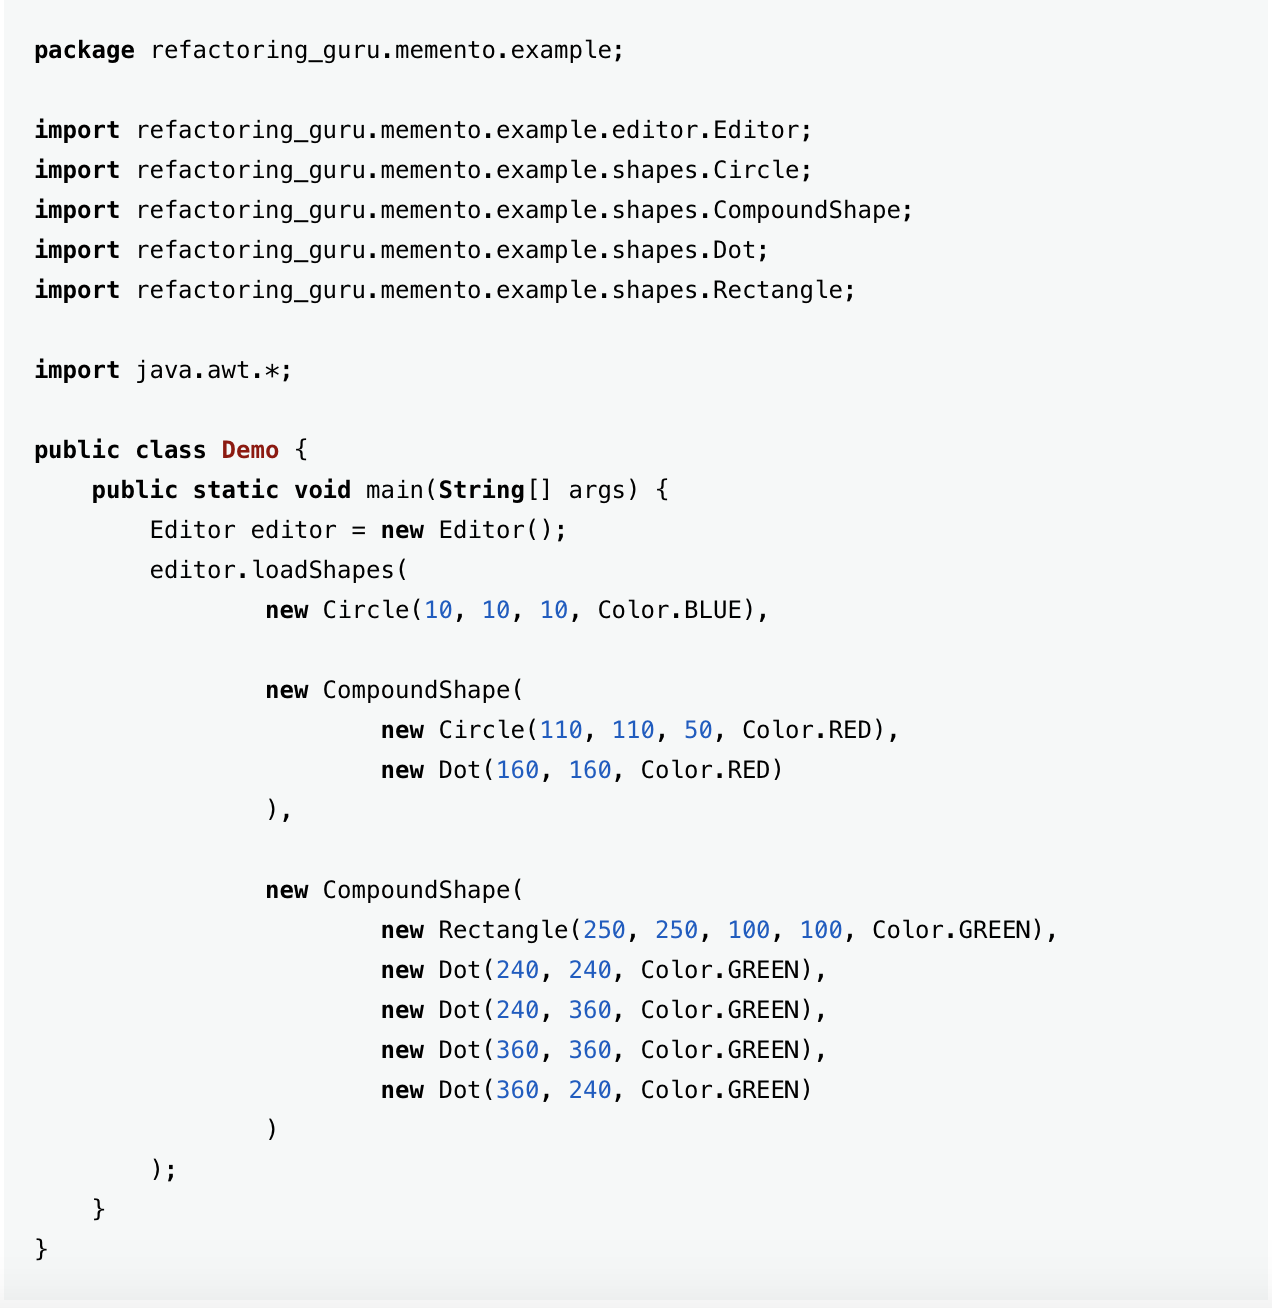 package refactoring_guru.memento.example;

import refactoring_guru.memento.example.editor.Editor;
import refactoring_guru.memento.example.shapes.Circle;
import refactoring_guru.memento.example.shapes.CompoundShape;
import refactoring_guru.memento.example.shapes.Dot;
import refactoring_guru.memento.example.shapes.Rectangle;

import java.awt.*;

public class Demo {
    public static void main(String[] args) {
        Editor editor = new Editor();
        editor.loadShapes(
                new Circle(10, 10, 10, Color.BLUE),

                new CompoundShape(
                        new Circle(110, 110, 50, Color.RED),
                        new Dot(160, 160, Color.RED)
                ),

                new CompoundShape(
                        new Rectangle(250, 250, 100, 100, Color.GREEN),
                        new Dot(240, 240, Color.GREEN),
                        new Dot(240, 360, Color.GREEN),
                        new Dot(360, 360, Color.GREEN),
                        new Dot(360, 240, Color.GREEN)
                )
        );
    }
}